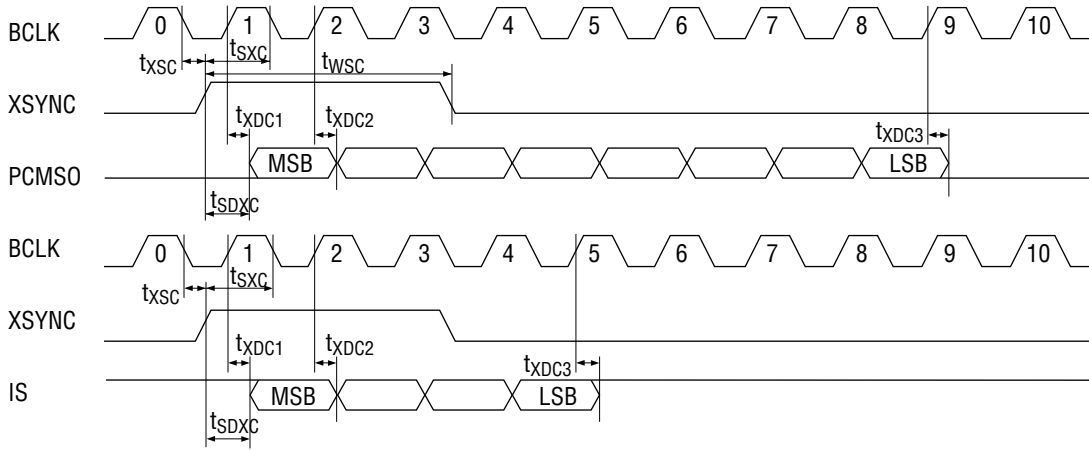 BCLK 0 1 2 3 4 5 6 7 8 9 10
tXSC tSXC tWSC
XSYNC
tXDC1 tXDC2 tXDC3
PCMSO MSB LSB
tSDXC
BCLK 0 1 2 3 4 5 6 7 8 9 10
tXSC tSXC
XSYNC
tXDC1 tXDC2 tXDC3
IS MSB LSB
tSDXC